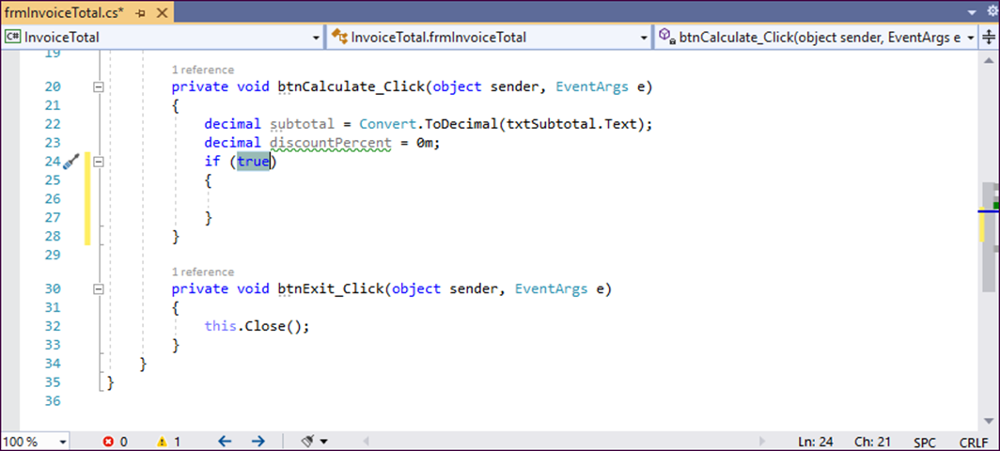 frmInvoiceTotal.cs*
InvoiceTotal InvoiceTotal.frmInvoiceTotal btnCalculate_Click(object sender, EventArgs e
19
1 reference
20 private void btnCalculate_Click(object sender, EventArgs e)
21 {
22 decimal subtotal = Convert.ToDecimal(txtSubtotal.Text);
23 decimal discountPercent = 0m;
24 if (true)
25 {
26
27 }
28 }
29
1 reference
30 private void btnExit_Click(object sender, EventArgs e)
31 {
32 this.Close();
33 }
34 }
35 }
36
100 % 0 1 Ln: 24 Ch: 21 SPC CRLF